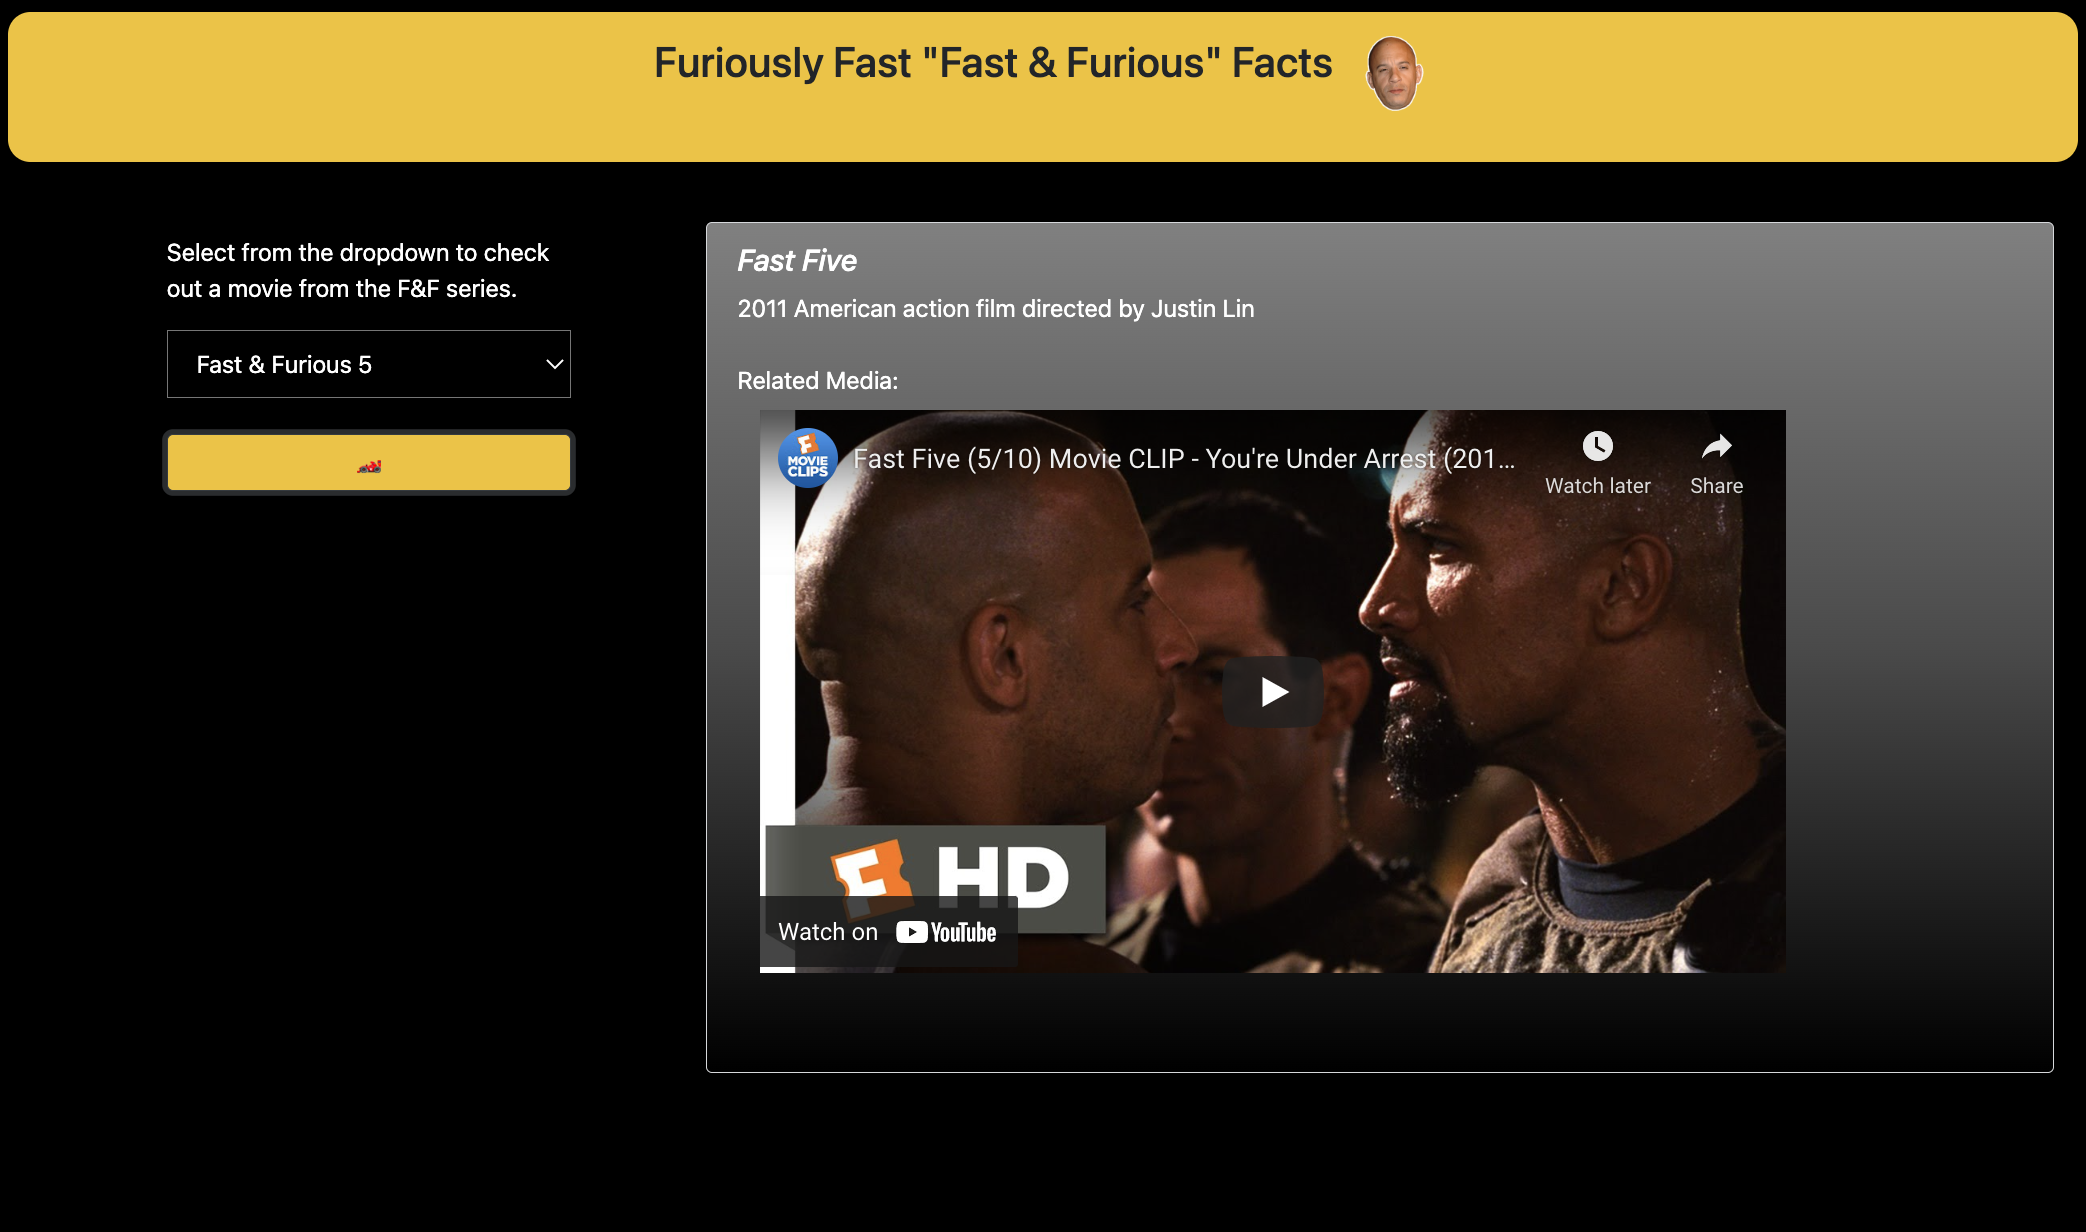 Furiously Fast "Fast & Furious" Facts
Select from the dropdown to check
out a movie from the F&F series.
Fast & Furious 5
Fast Five
2011 American action film directed by Justin Lin
Related Media:
MOVIE
CLIPS
Fast Five (5/10) Movie CLIP - You're Under Arrest (201...
Watch later
Share
F HD
Watch on YouTube